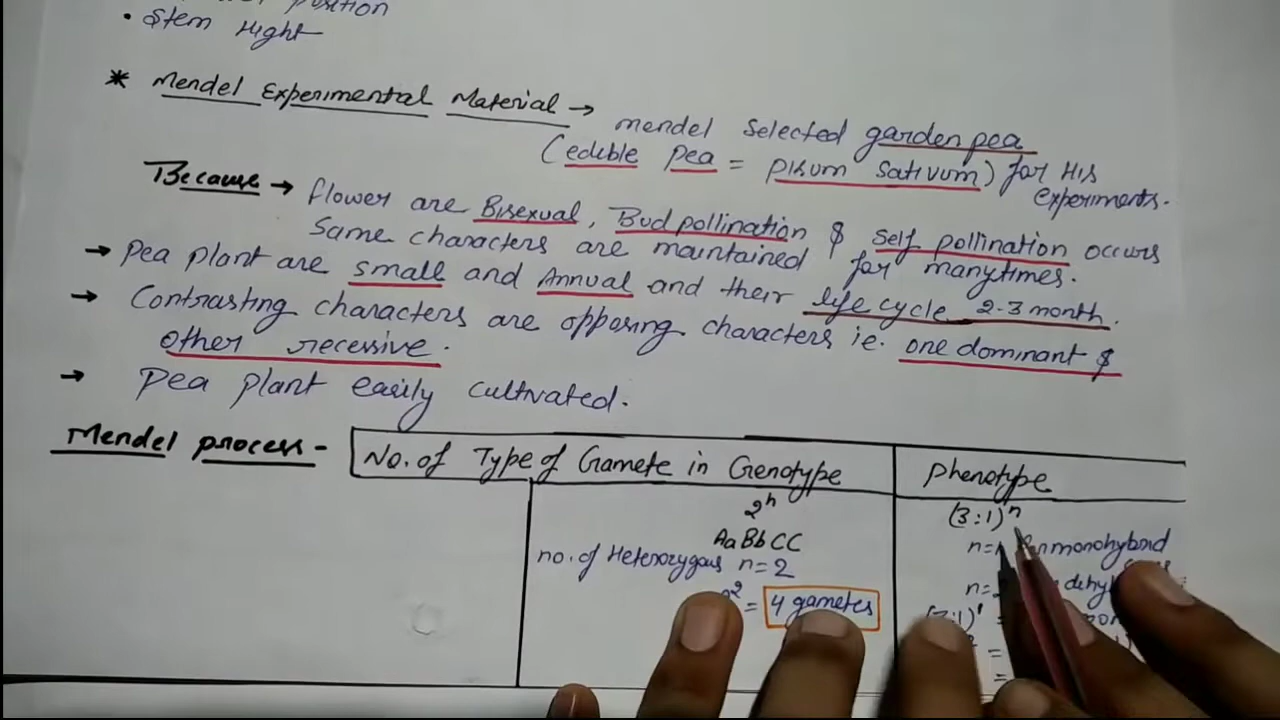 position
• Stem Hight
* Mendel Experimental Material → mendel selected garden pea
(edible pea = pisum sativum) for His
experiments.
Because → flower are Bisexual, Bud pollination $ self pollination occurs
Same characters are maintained for manytimes.
→ Pea plant are small and Annual and their life cycle 2-3 month.
→ Contrasting characters are opposing characters ie. one dominant $
other recessive.
→ Pea plant easily cultivated.
Mendel process-
No. of Type of Gamete in Genotype
Phenotype
2ⁿ
AaBbCC
no. of Heterozygous n=2
= 4 gametes
(3:1)ⁿ
n= monohybrid
n=
=
=